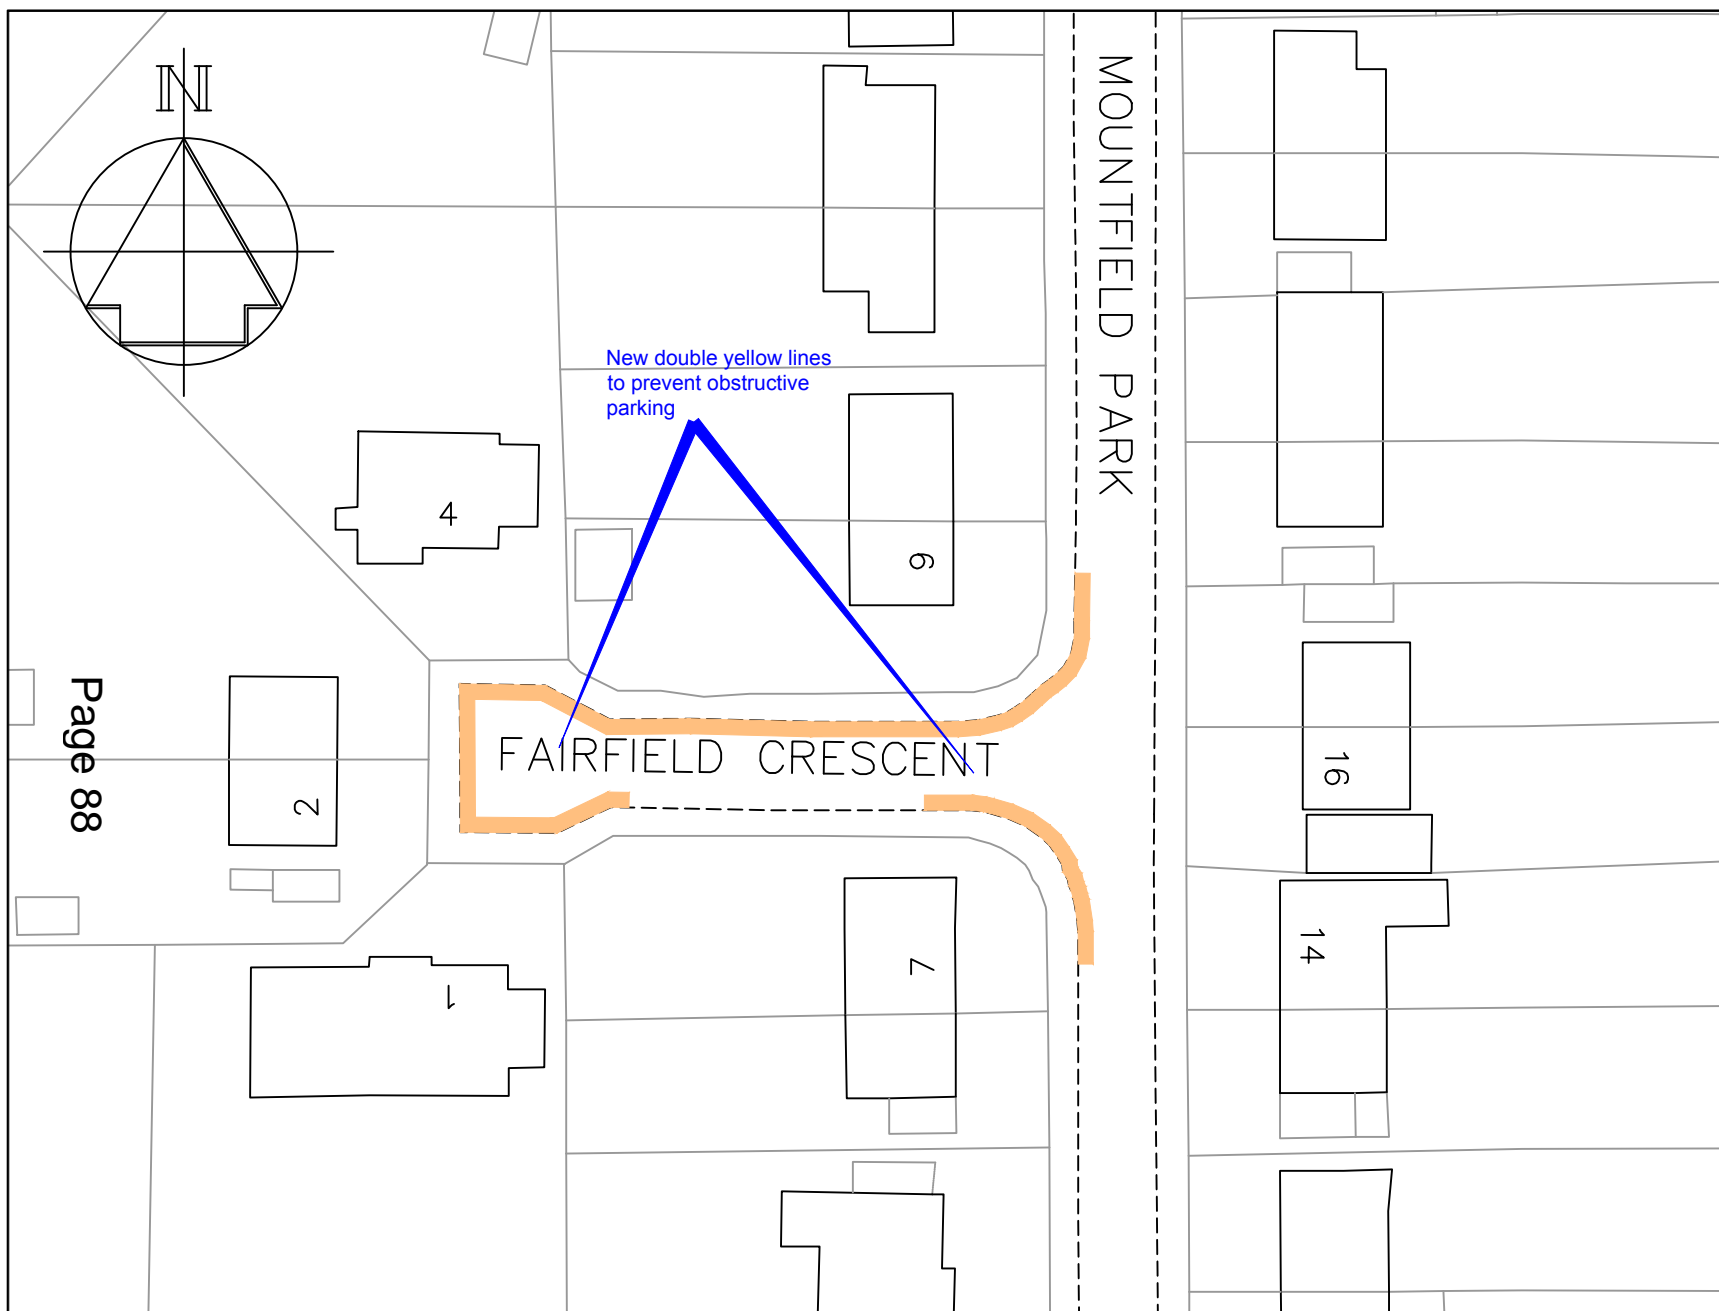 N
MOUNTFIELD PARK
New double yellow lines
to prevent obstructive
parking
4
6
FAIRFIELD CRESCENT
2
16
Page 88
14
7
1